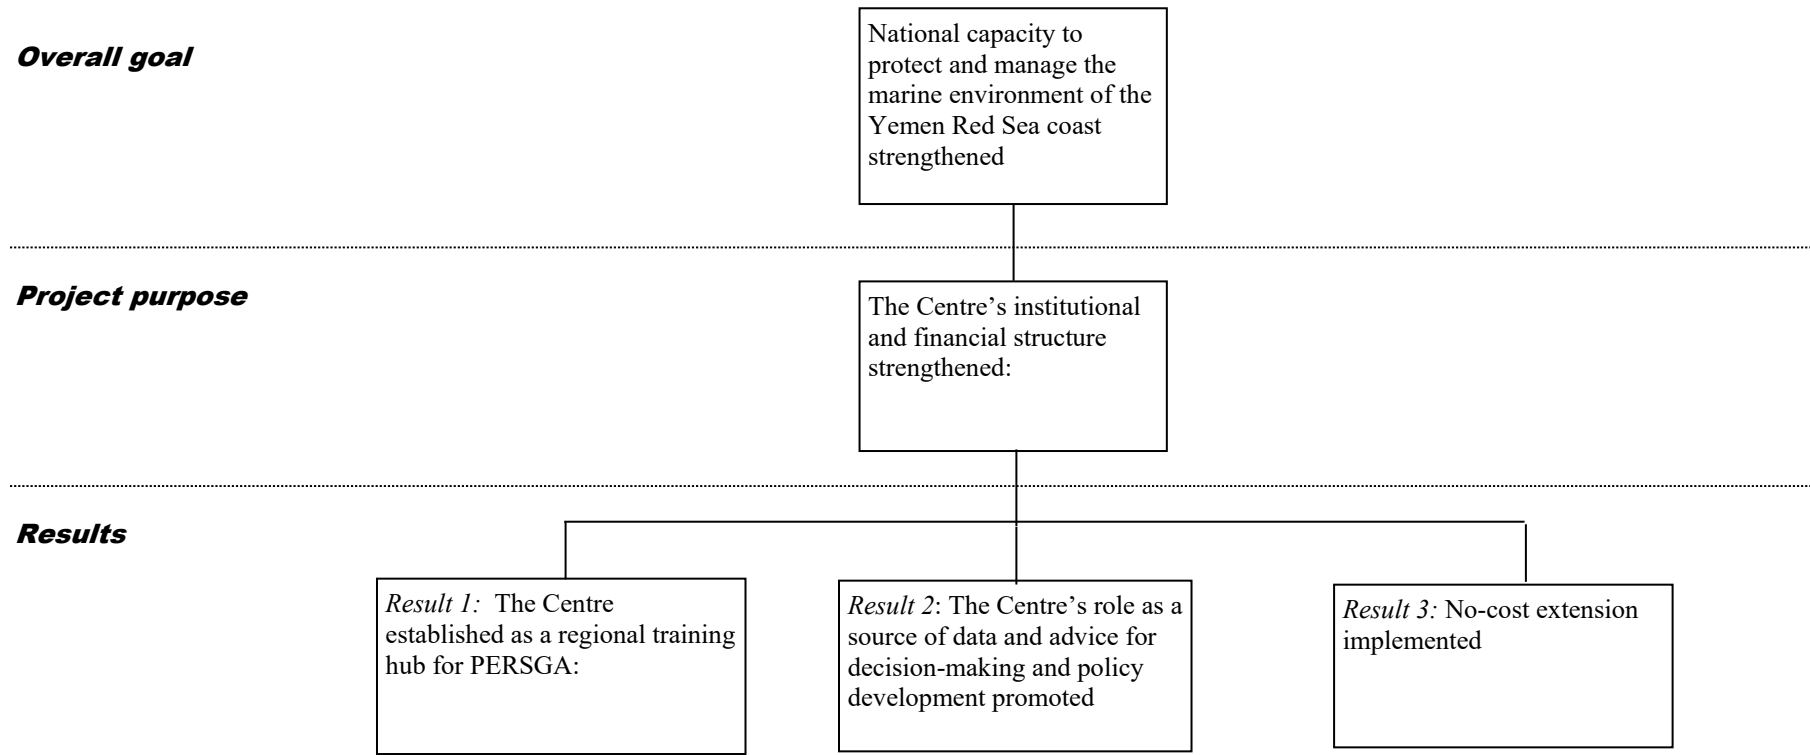 Overall goal
National capacity to
protect and manage the
marine environment of the
Yemen Red Sea coast
strengthened
Project purpose
The Centre’s institutional
and financial structure
strengthened:
Results
Result 1:  The Centre
established as a regional training
hub for PERSGA:
Result 2: The Centre’s role as a
source of data and advice for
decision-making and policy
development promoted
Result 3: No-cost extension
implemented